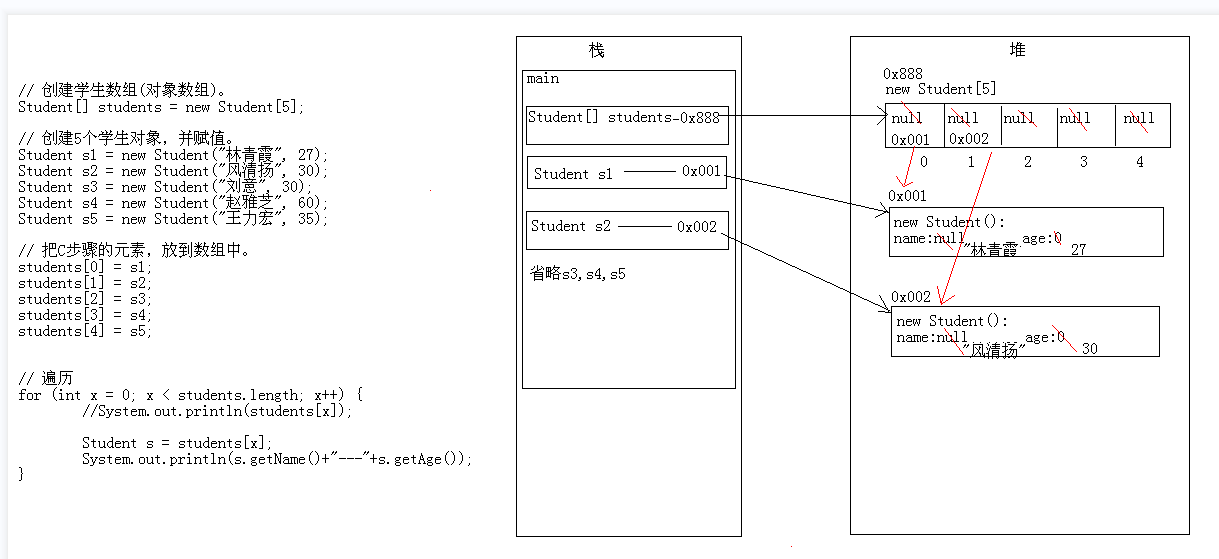 // 创建学生数组(对象数组)。
Student[] students = new Student[5];
// 创建5个学生对象，并赋值。
Student s1 = new Student("林青霞", 27);
Student s2 = new Student("风清扬", 30);
Student s3 = new Student("刘意", 30);
Student s4 = new Student("赵雅芝", 60);
Student s5 = new Student("王力宏", 35);
// 把C步骤的元素，放到数组中。
students[0] = s1;
students[1] = s2;
students[2] = s3;
students[3] = s4;
students[4] = s5;
// 遍历
for (int x = 0; x < students.length; x++) {
//System.out.println(students[x]);
Student s = students[x];
System.out.println(s.getName()+"---"+s.getAge());
}
栈
main
Student[] students-0x888
Student s1 0x001
Student s2 0x002
省略s3,s4,s5
堆
0x888
new Student[5]
null null null null null
0x001 0x002
0 1 2 3 4
0x001
new Student():
name:null age:0
"林青霞 27
0x002
new Student():
name:null age:0
"风清扬" 30